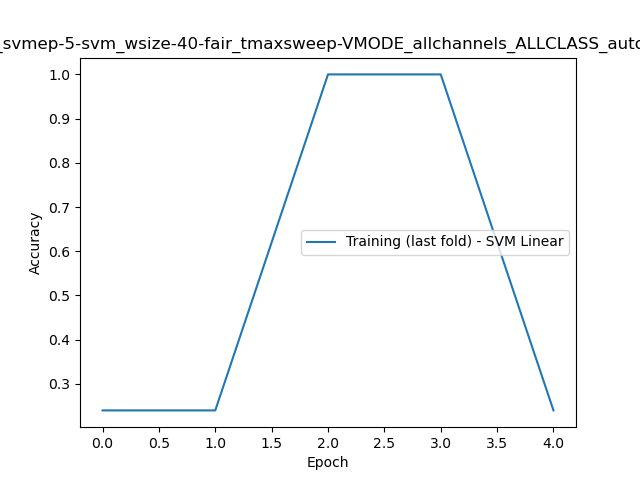 _svmep-5-svm_wsize-40-fair_tmaxsweep-VMODE_allchannels_ALLCLASS_auto
1.0
0.9
0.8
0.7
0.6
0.5
0.4
0.3
Accuracy
Training (last fold) - SVM Linear
0.0 0.5 1.0 1.5 2.0 2.5 3.0 3.5 4.0
Epoch